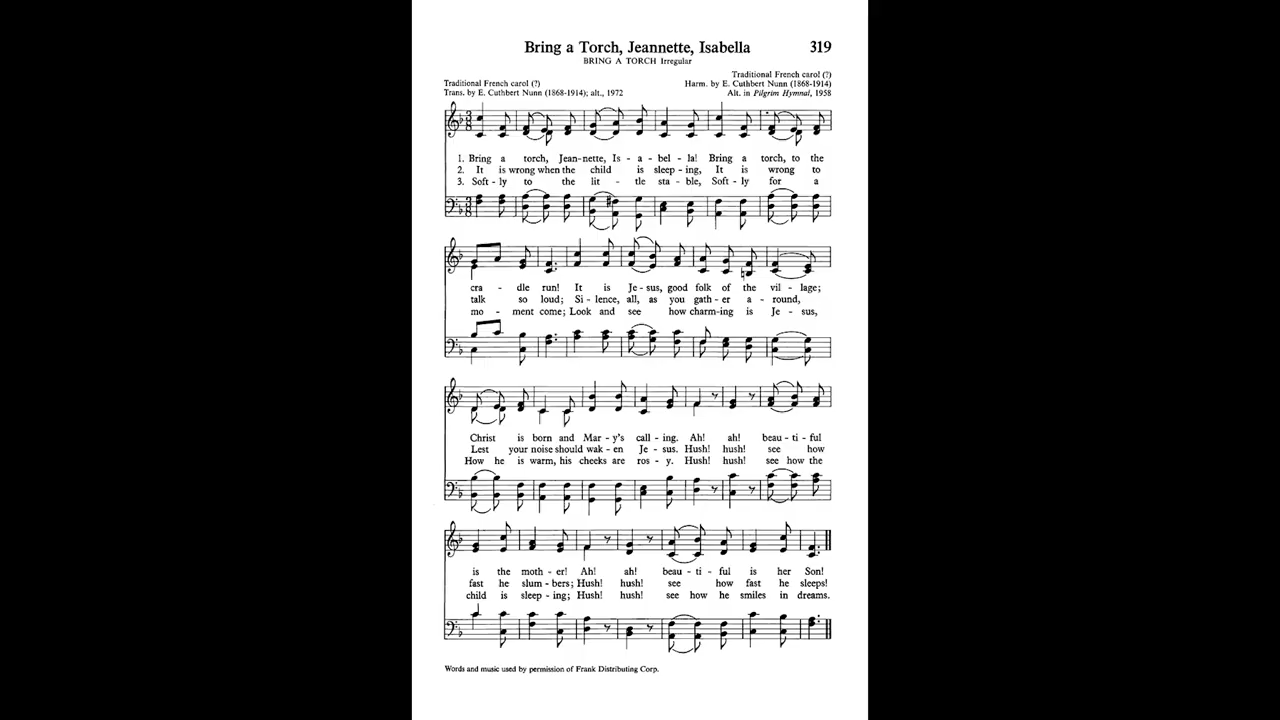 Bring a Torch, Jeannette, Isabella 319
BRING A TORCH Irregular
Traditional French carol (?)
Trans. by E. Cuthbert Nunn (1868-1914); alt., 1972
Traditional French carol (?)
Harm. by E. Cuthbert Nunn (1868-1914)
Alt. in Pilgrim Hymnal, 1958
1. Bring a torch, Jean-nette, Is - a - bel - la! Bring a torch, to the
2. It is wrong when the child is sleep - ing, It is wrong to
3. Soft - ly to the lit - tle sta - ble, Soft - ly for a
cra - dle run! It is Je - sus, good folk of the vil - lage;
talk so loud; Si - lence, all, as you gath - er a - round,
mo - ment come; Look and see how charm - ing is Je - sus,
Christ is born and Mar - y's call - ing. Ah! ah! beau - ti - ful
Lest your noise should wak - en Je - sus. Hush! hush! see how
How he is warm, his cheeks are ros - y. Hush! hush! see how the
is the moth - er! Ah! ah! beau - ti - ful is her Son!
fast he slum - bers; Hush! hush! see how fast he sleeps!
child is sleep - ing; Hush! hush! see how he smiles in dreams.
Words and music used by permission of Frank Distributing Corp.